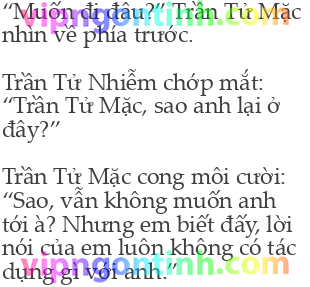 “Muốn đi đâu?” Trần Tử Mặc
nhìn về phía trước.
Trần Tử Nhiễm chớp mắt:
“Trần Tử Mặc, sao anh lại ở
đây?”
Trần Tử Mặc cong môi cười:
“Sao, vẫn không muốn anh
tới à? Nhưng em biết đấy, lời
nói của em luôn không có tác
dụng gì với anh.”
vipngontinh.com
vipngontinh.com